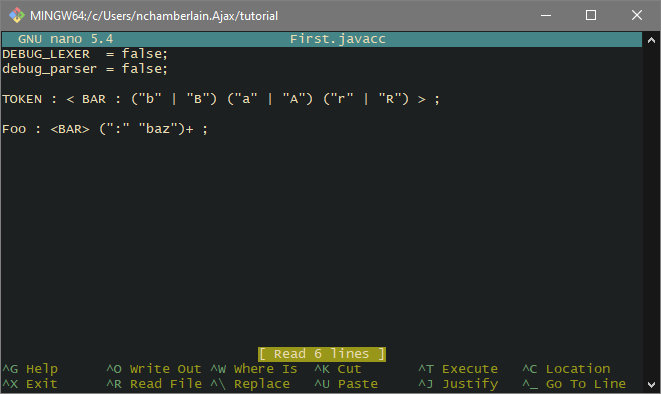 MINGW64:/c/Users/nchamberlain.Ajax/tutorial
GNU nano 5.4 First.javacc
DEBUG_LEXER = false;
debug_parser = false;
TOKEN : < BAR : ("b" | "B") ("a" | "A") ("r" | "R") > ;
Foo : <BAR> (":" "baz")+ ;
[ Read 6 lines ]
^G Help ^O Write Out ^W Where Is ^K Cut ^T Execute ^C Location
^X Exit ^R Read File ^\ Replace ^U Paste ^J Justify ^_ Go To Line